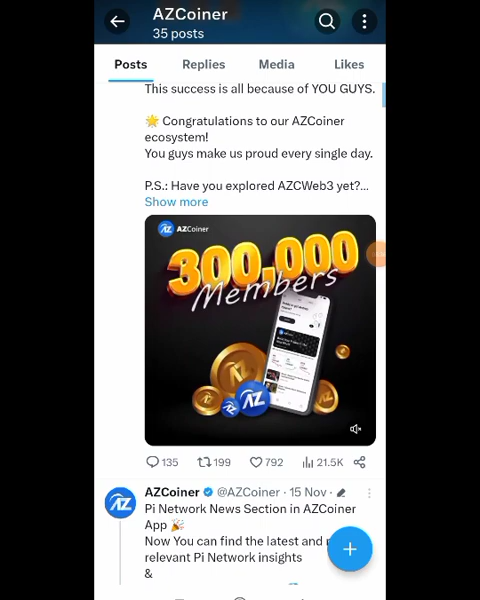 AZCoiner
35 posts
Posts
Replies
Media
Likes
This success is all because of YOU GUYS.
🌟 Congratulations to our AZCoiner
ecosystem!
You guys make us proud every single day.
P.S.: Have you explored AZCWeb3 yet?...
Show more
AZCoiner
300,000
Members
135
199
792
21.5K
AZCoiner @AZCoiner · 15 Nov ·
Pi Network News Section in AZCoiner
App 🎉
Now You can find the latest and
relevant Pi Network insights
&